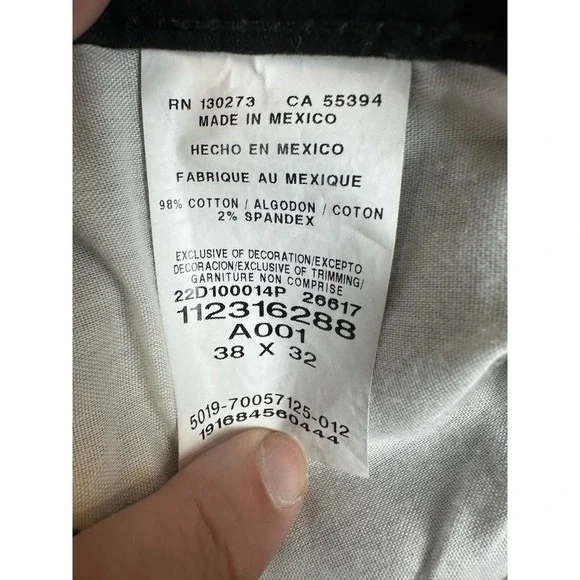 RN 130273 CA 55394
MADE IN MEXICO
HECHO EN MEXICO
FABRIQUE AU MEXIQUE
98% COTTON / ALGODON / COTON
2% SPANDEX
EXCLUSIVE OF DECORATION/EXCEPTO
DECORACION/EXCLUSIVE OF TRIMMING/
GARNITURE NON COMPRISE
22D100014P 26617
112316288
A001
38 X 32
5019-70057125-012
191684560444